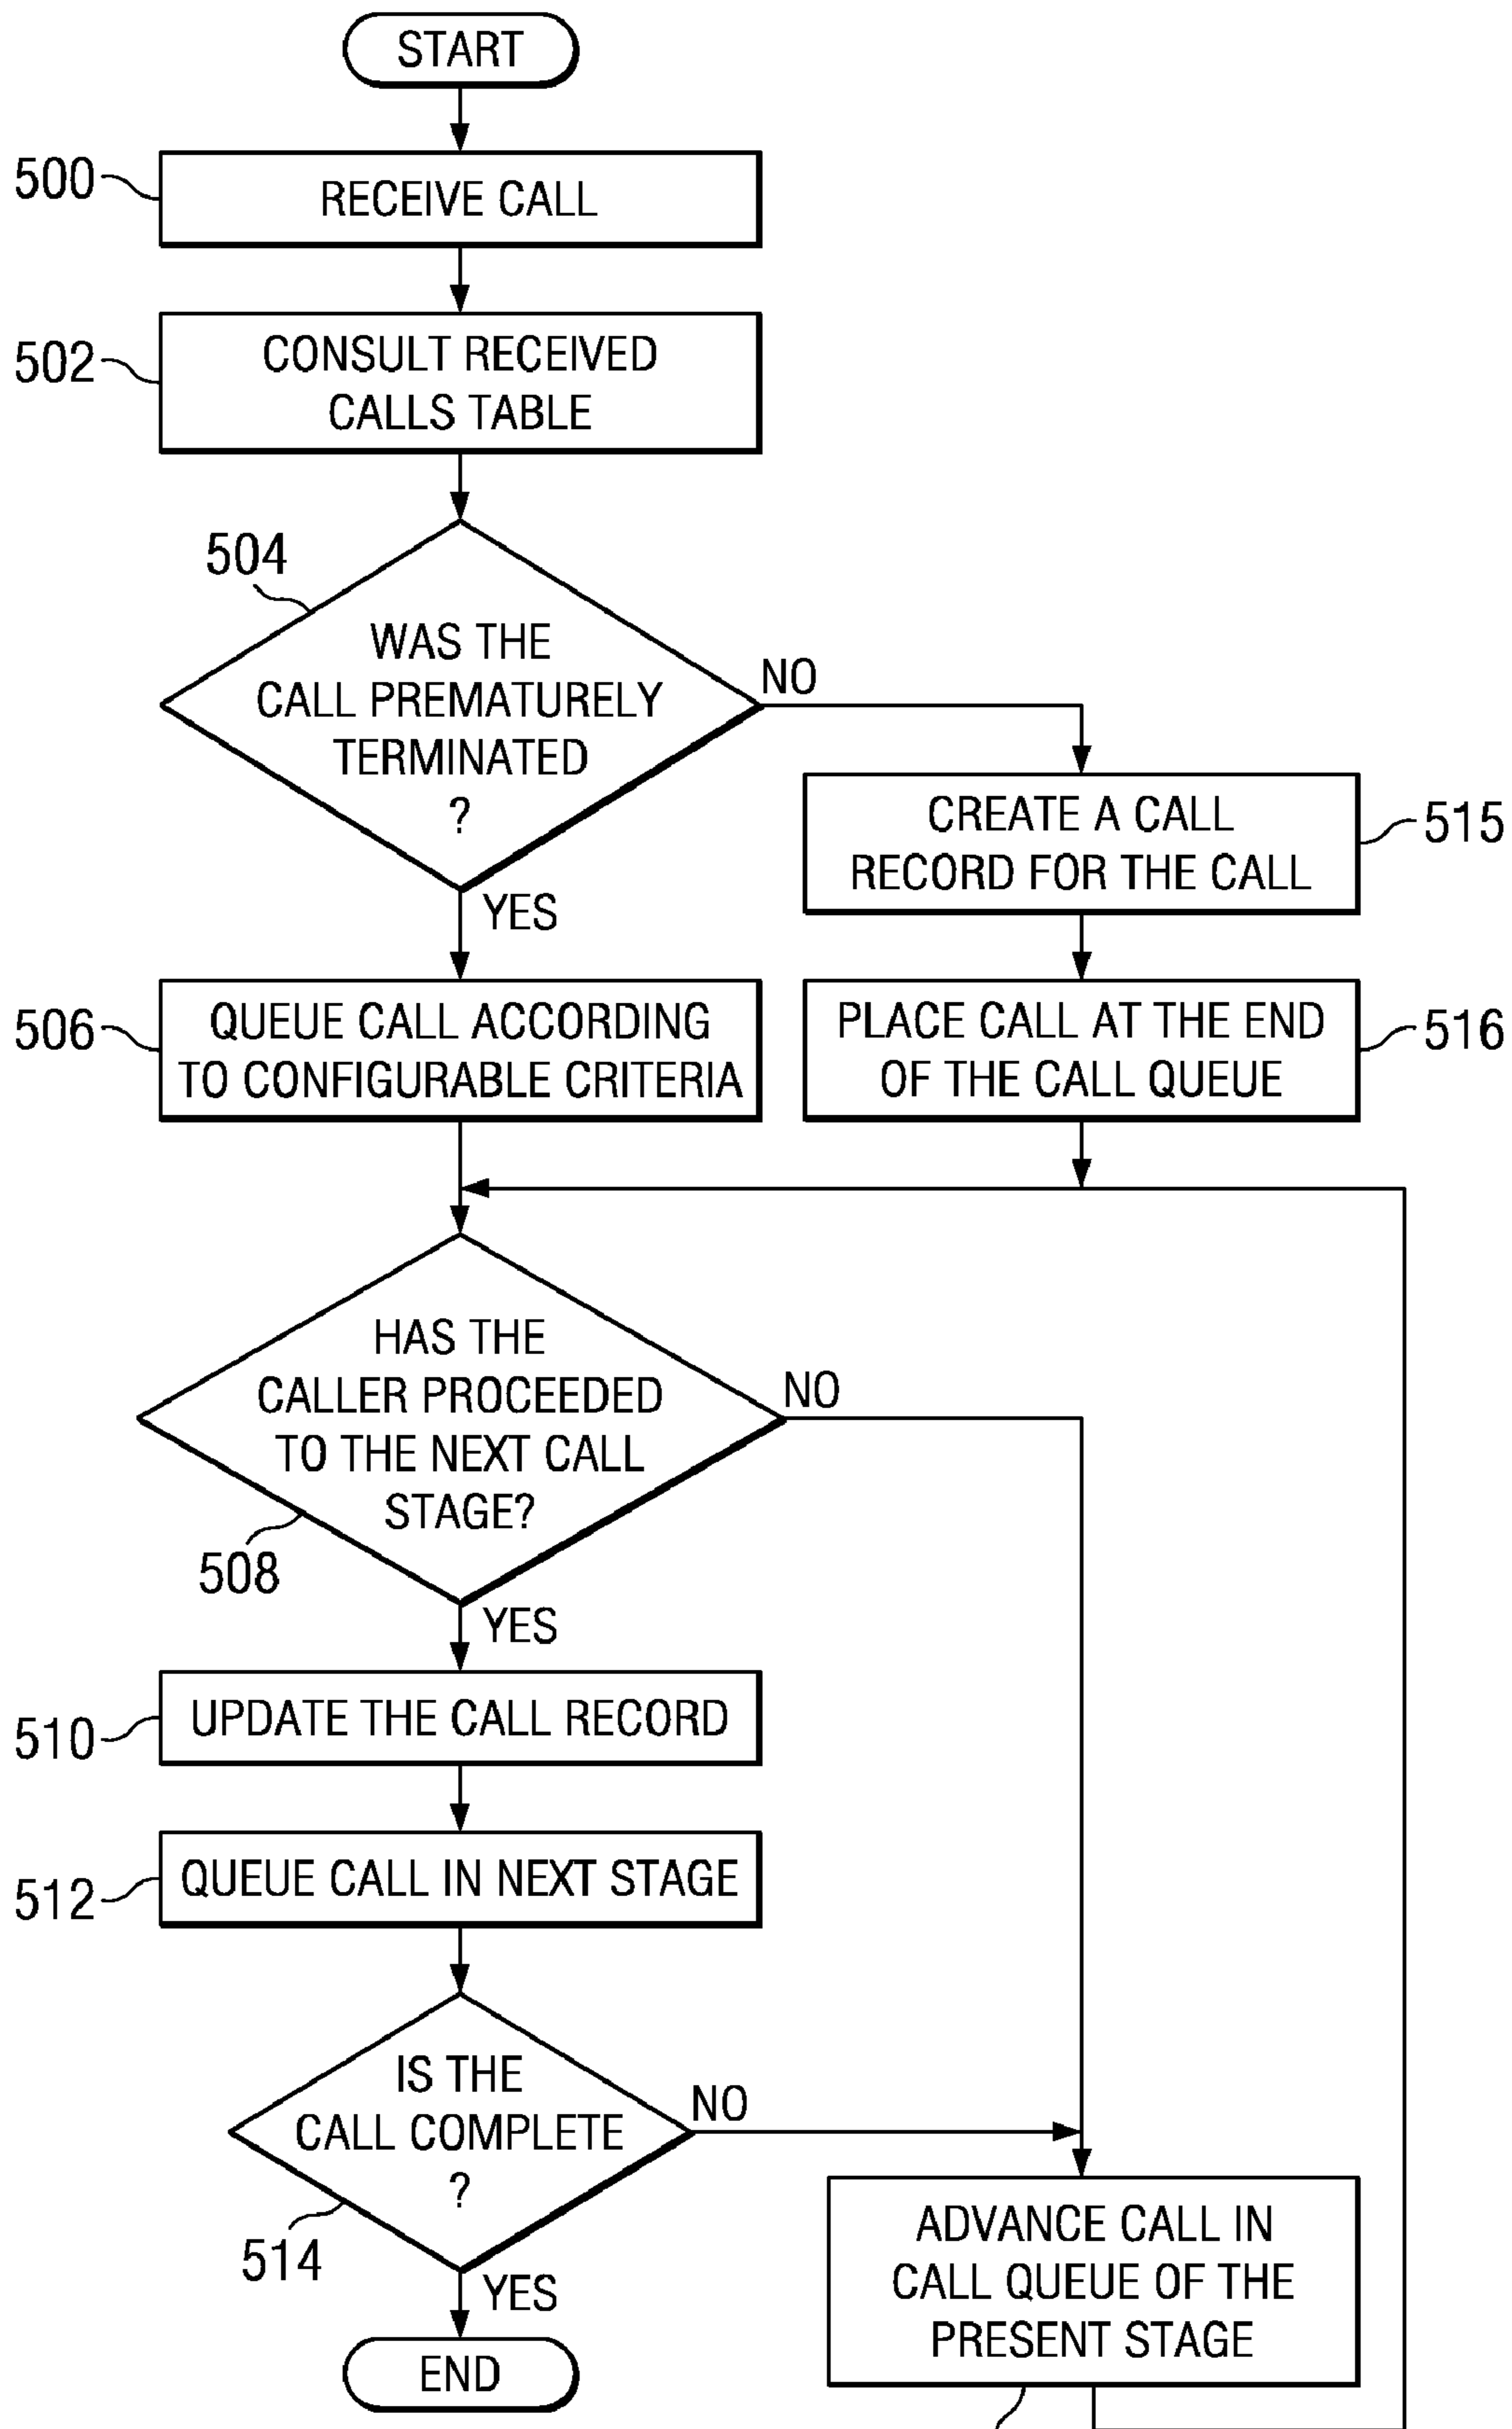 START
500
RECEIVE CALL
502
CONSULT RECEIVED
CALLS TABLE
504
WAS THE
CALL PREMATURELY
TERMINATED
?
NO
YES
CREATE A CALL
RECORD FOR THE CALL
515
506
QUEUE CALL ACCORDING
TO CONFIGURABLE CRITERIA
PLACE CALL AT THE END
OF THE CALL QUEUE
516
HAS THE
CALLER PROCEEDED
TO THE NEXT CALL
STAGE?
NO
508
YES
510
UPDATE THE CALL RECORD
512
QUEUE CALL IN NEXT STAGE
IS THE
CALL COMPLETE
?
NO
514
YES
ADVANCE CALL IN
CALL QUEUE OF THE
PRESENT STAGE
END